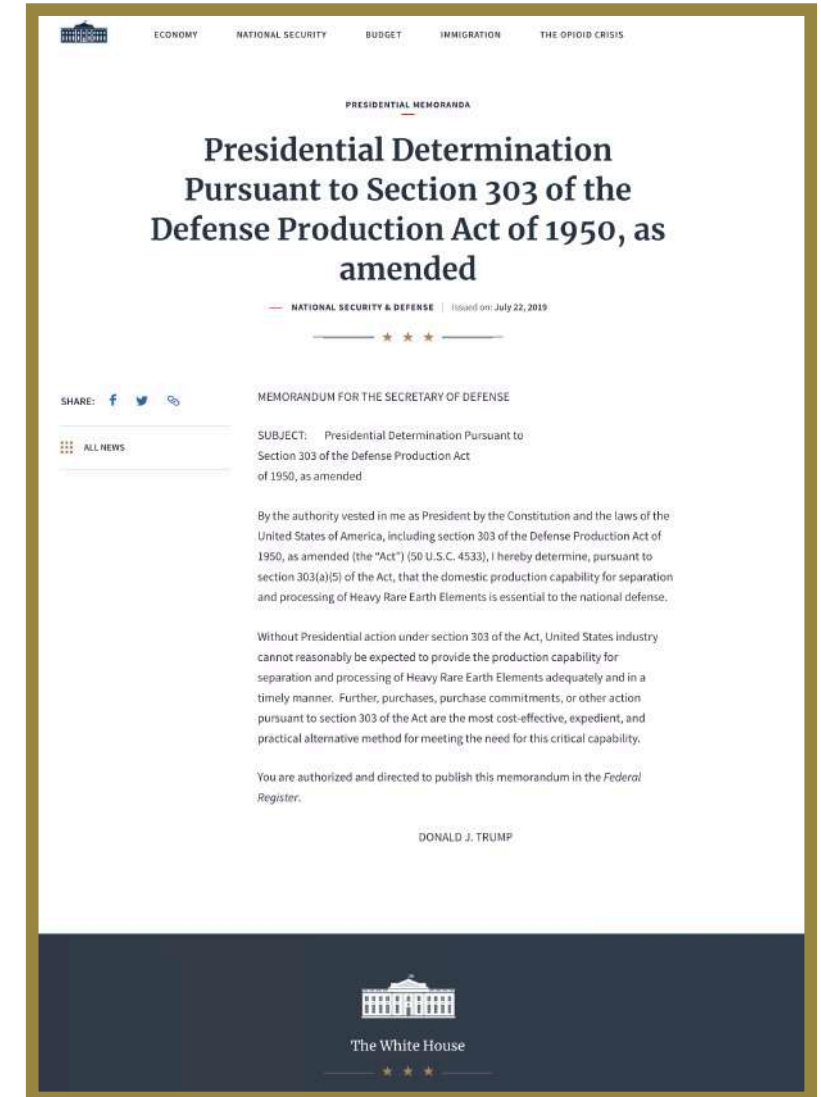 ECONOMY NATIONAL SECURITY BUDGET IMMIGRATION THE OPIOID CRISIS
PRESIDENTIAL MEMORANDA
Presidential Determination
Pursuant to Section 303 of the
Defense Production Act of 1950, as
amended
NATIONAL SECURITY & DEFENSE | Issued on: July 22, 2019
SHARE:
ALL NEWS
MEMORANDUM FOR THE SECRETARY OF DEFENSE
SUBJECT: Presidential Determination Pursuant to
Section 303 of the Defense Production Act
of 1950, as amended
By the authority vested in me as President by the Constitution and the laws of the
United States of America, including section 303 of the Defense Production Act of
1950, as amended (the “Act”) (50 U.S.C. 4533), I hereby determine, pursuant to
section 303(a)(5) of the Act, that the domestic production capability for separation
and processing of Heavy Rare Earth Elements is essential to the national defense.
Without Presidential action under section 303 of the Act, United States industry
cannot reasonably be expected to provide the production capability for
separation and processing of Heavy Rare Earth Elements adequately and in a
timely manner. Further, purchases, purchase commitments, or other action
pursuant to section 303 of the Act are the most cost-effective, expedient, and
practical alternative method for meeting the need for this critical capability.
You are authorized and directed to publish this memorandum in the Federal
Register.
DONALD J. TRUMP
The White House